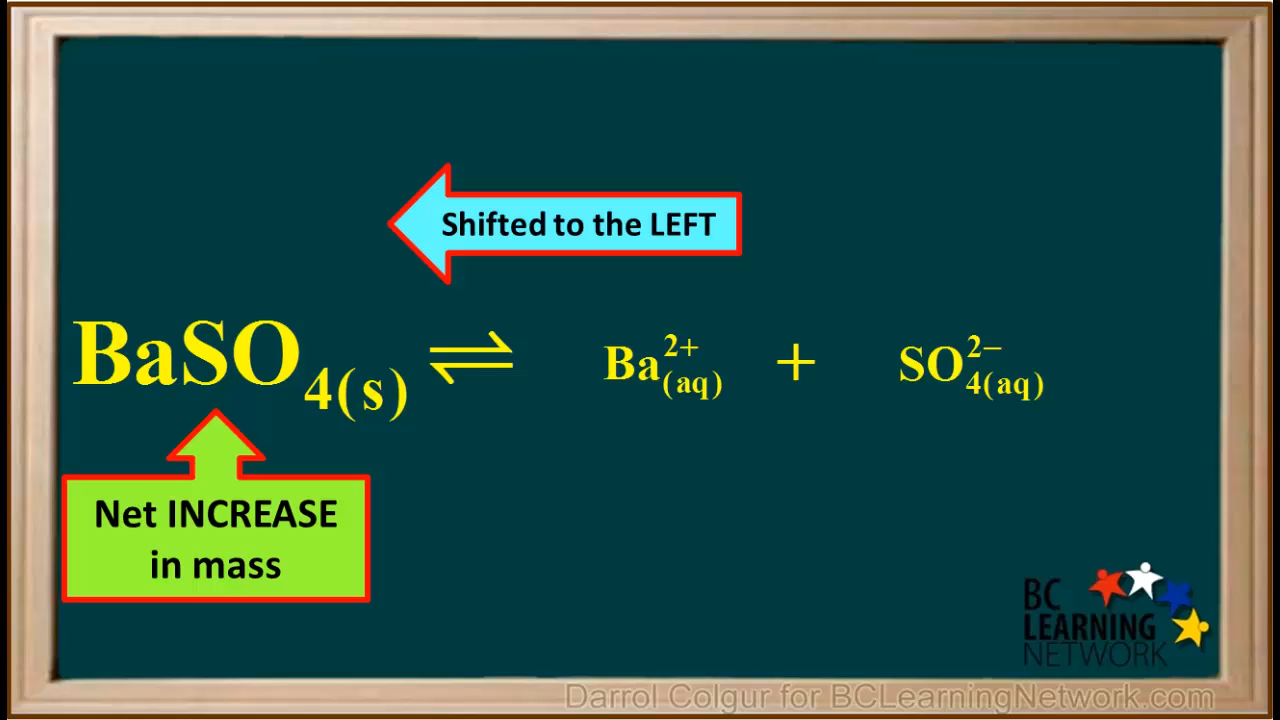 Shifted to the LEFT
BaSO₄(s) ⇌ Ba²⁺(aq) + SO₄²⁻(aq)
Net INCREASE
in mass
BC
LEARNING
NETWORK
Darrol Colgur for BCLearningNetwork.com